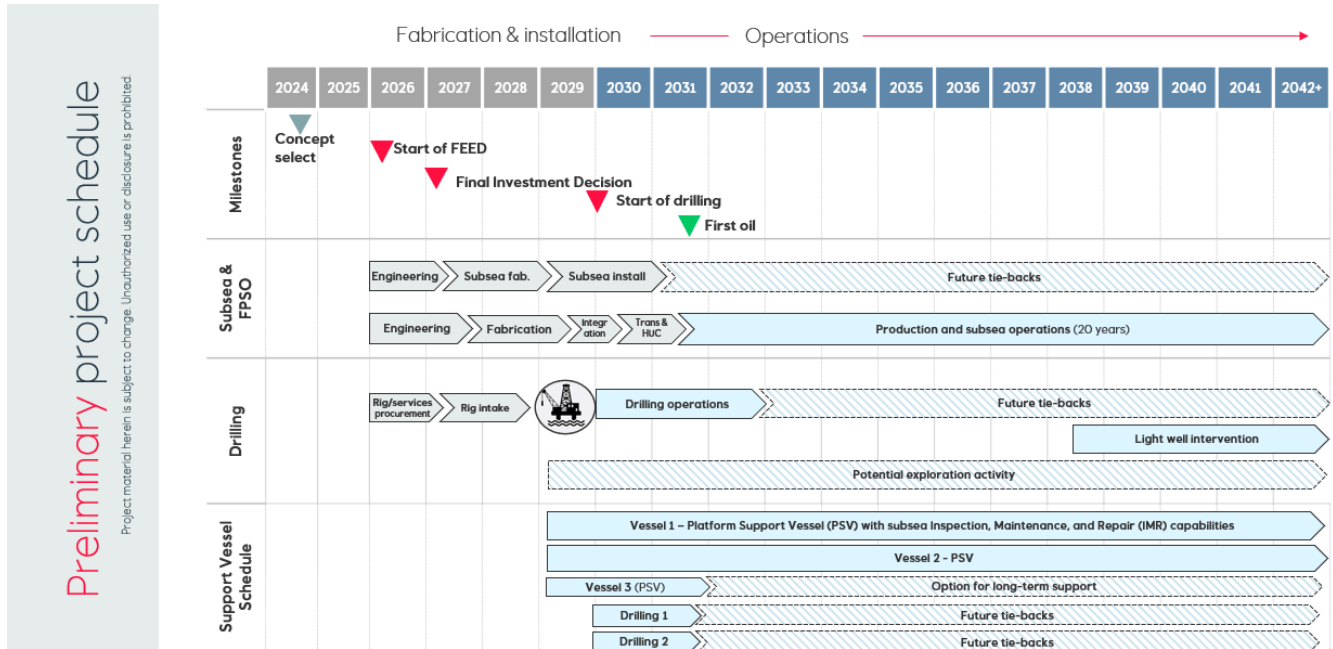 Preliminary project schedule
Project material herein is subject to change. Unauthorized use or disclosure is prohibited.
Fabrication & installation
Operations
2024 2025 2026 2027 2028 2029 2030 2031 2032 2033 2034 2035 2036 2037 2038 2039 2040 2041 2042+
Milestones
Concept
select
Start of FEED
Final Investment Decision
Start of drilling
First oil
Subsea &
FPSO
Engineering
Subsea fab.
Subsea install
Future tie-backs
Engineering
Fabrication
Integr
ation
Trans &
HUC
Production and subsea operations (20 years)
Drilling
Rig/services
procurement
Rig intake
Drilling operations
Future tie-backs
Light well intervention
Potential exploration activity
Support Vessel
Schedule
Vessel 1 – Platform Support Vessel (PSV) with subsea Inspection, Maintenance, and Repair (IMR) capabilities
Vessel 2 - PSV
Vessel 3 (PSV)
Option for long-term support
Drilling 1
Future tie-backs
Drilling 2
Future tie-backs